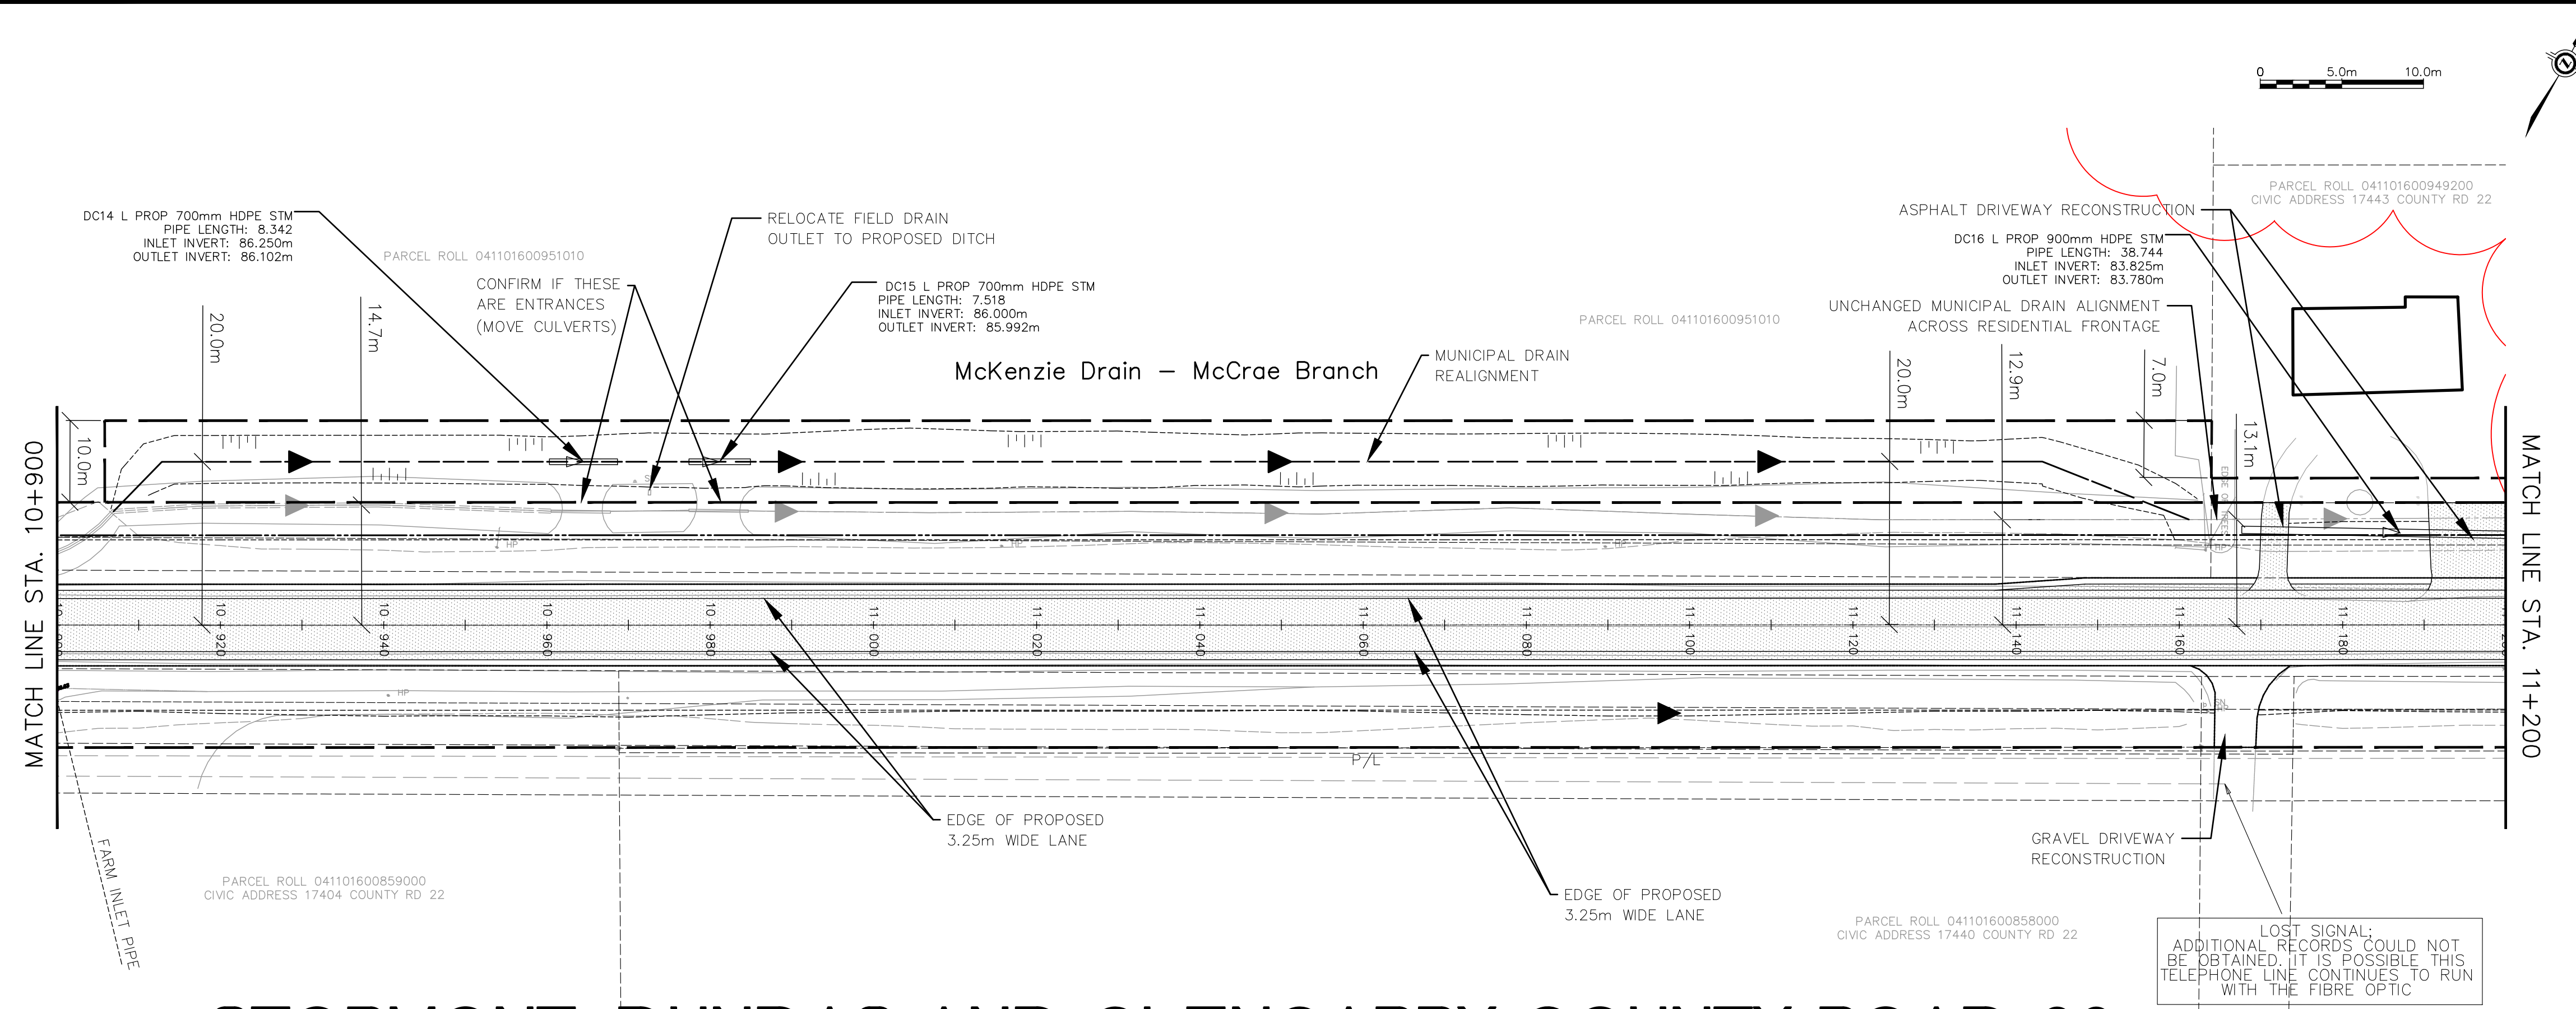 0 5.0m 10.0m
PARCEL ROLL 041101600949200
CIVIC ADDRESS 17443 COUNTY RD 22
ASPHALT DRIVEWAY RECONSTRUCTION
DC14 L PROP 700mm HDPE STM
PIPE LENGTH: 8.342
INLET INVERT: 86.250m
OUTLET INVERT: 86.102m
PARCEL ROLL 041101600951010
RELOCATE FIELD DRAIN
OUTLET TO PROPOSED DITCH
CONFIRM IF THESE
ARE ENTRANCES
(MOVE CULVERTS)
DC15 L PROP 700mm HDPE STM
PIPE LENGTH: 7.518
INLET INVERT: 86.000m
OUTLET INVERT: 85.992m
DC16 L PROP 900mm HDPE STM
PIPE LENGTH: 38.744
INLET INVERT: 83.825m
OUTLET INVERT: 83.780m
PARCEL ROLL 041101600951010
UNCHANGED MUNICIPAL DRAIN ALIGNMENT
ACROSS RESIDENTIAL FRONTAGE
McKenzie Drain – McCrae Branch
MUNICIPAL DRAIN
REALIGNMENT
20.0m
14.7m
20.0m
12.9m
7.0m
10.0m
13.1m
MATCH LINE STA. 10+900
MATCH LINE STA. 11+200
HP
HP
HP
HP
10+920
10+940
10+960
10+980
11+000
11+020
11+040
11+060
11+080
11+100
11+120
11+140
11+160
11+180
HP
P/L
EDGE OF PROPOSED
3.25m WIDE LANE
EDGE OF PROPOSED
3.25m WIDE LANE
GRAVEL DRIVEWAY
RECONSTRUCTION
FARM INLET PIPE
PARCEL ROLL 041101600859000
CIVIC ADDRESS 17404 COUNTY RD 22
PARCEL ROLL 041101600858000
CIVIC ADDRESS 17440 COUNTY RD 22
LOST SIGNAL;
ADDITIONAL RECORDS COULD NOT
BE OBTAINED. IT IS POSSIBLE THIS
TELEPHONE LINE CONTINUES TO RUN
WITH THE FIBRE OPTIC